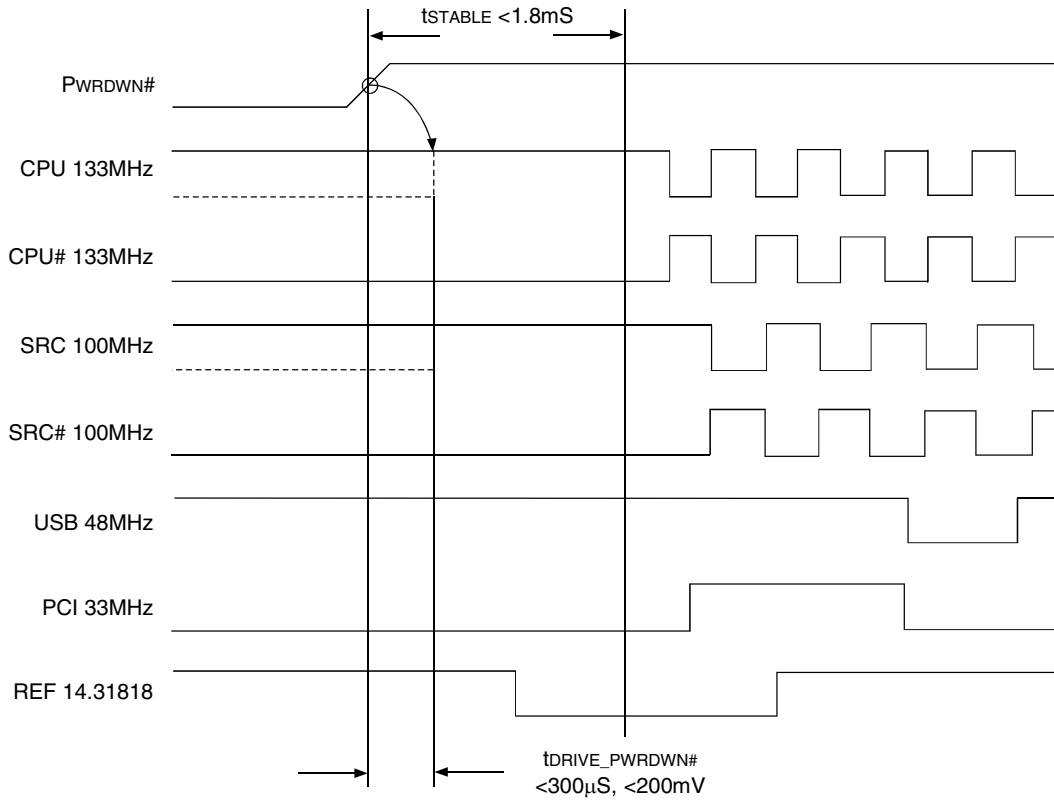 tSTABLE <1.8mS
PWRDWN#
CPU 133MHz
CPU# 133MHz
SRC 100MHz
SRC# 100MHz
USB 48MHz
PCI 33MHz
REF 14.31818
tDRIVE_PWRDWN#
<300μS, <200mV